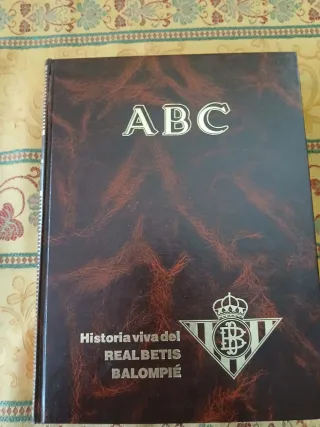 ABC
Historia viva del
REAL BETIS
BALOMPIÉ